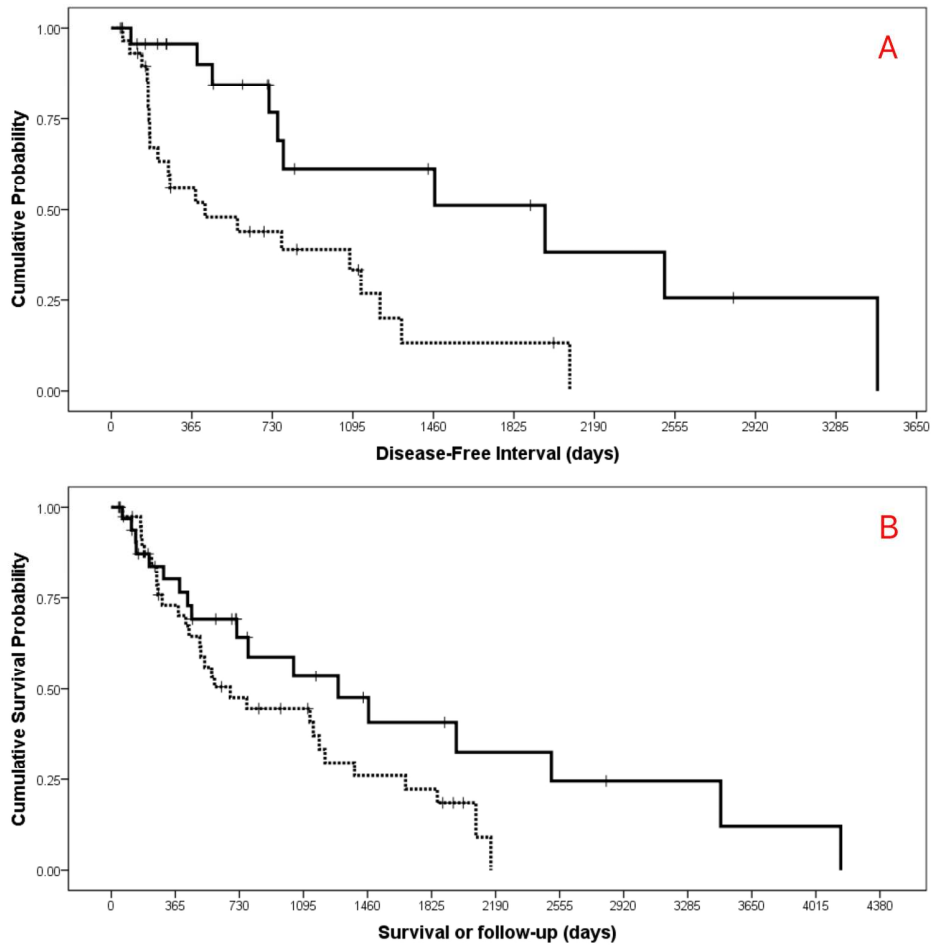 A
1.00
0.75
0.50
0.25
0.00
Cumulative Probability
0 365 730 1095 1460 1825 2190 2555 2920 3285 3650
Disease-Free Interval (days)
B
1.00
0.75
0.50
0.25
0.00
Cumulative Survival Probability
0 365 730 1095 1460 1825 2190 2555 2920 3285 3650 4015 4380
Survival or follow-up (days)